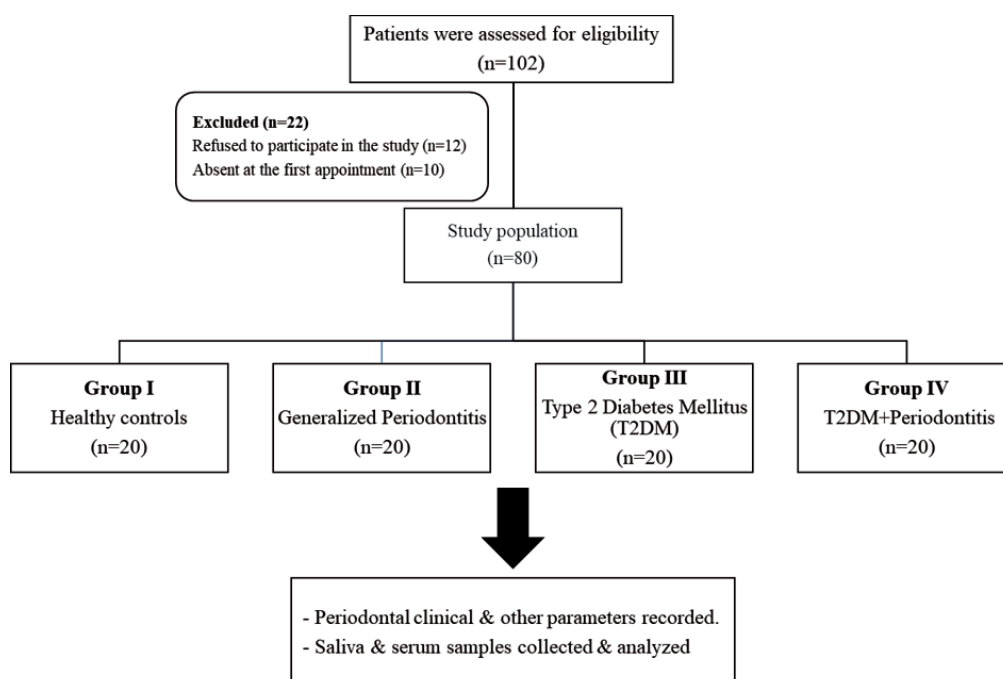 Patients were assessed for eligibility
(n=102)
Excluded (n=22)
Refused to participate in the study (n=12)
Absent at the first appointment (n=10)
Study population
(n=80)
Group I
Healthy controls
(n=20)
Group II
Generalized Periodontitis
(n=20)
Group III
Type 2 Diabetes Mellitus
(T2DM)
(n=20)
Group IV
T2DM+Periodontitis
(n=20)
- Periodontal clinical & other parameters recorded.
- Saliva & serum samples collected & analyzed